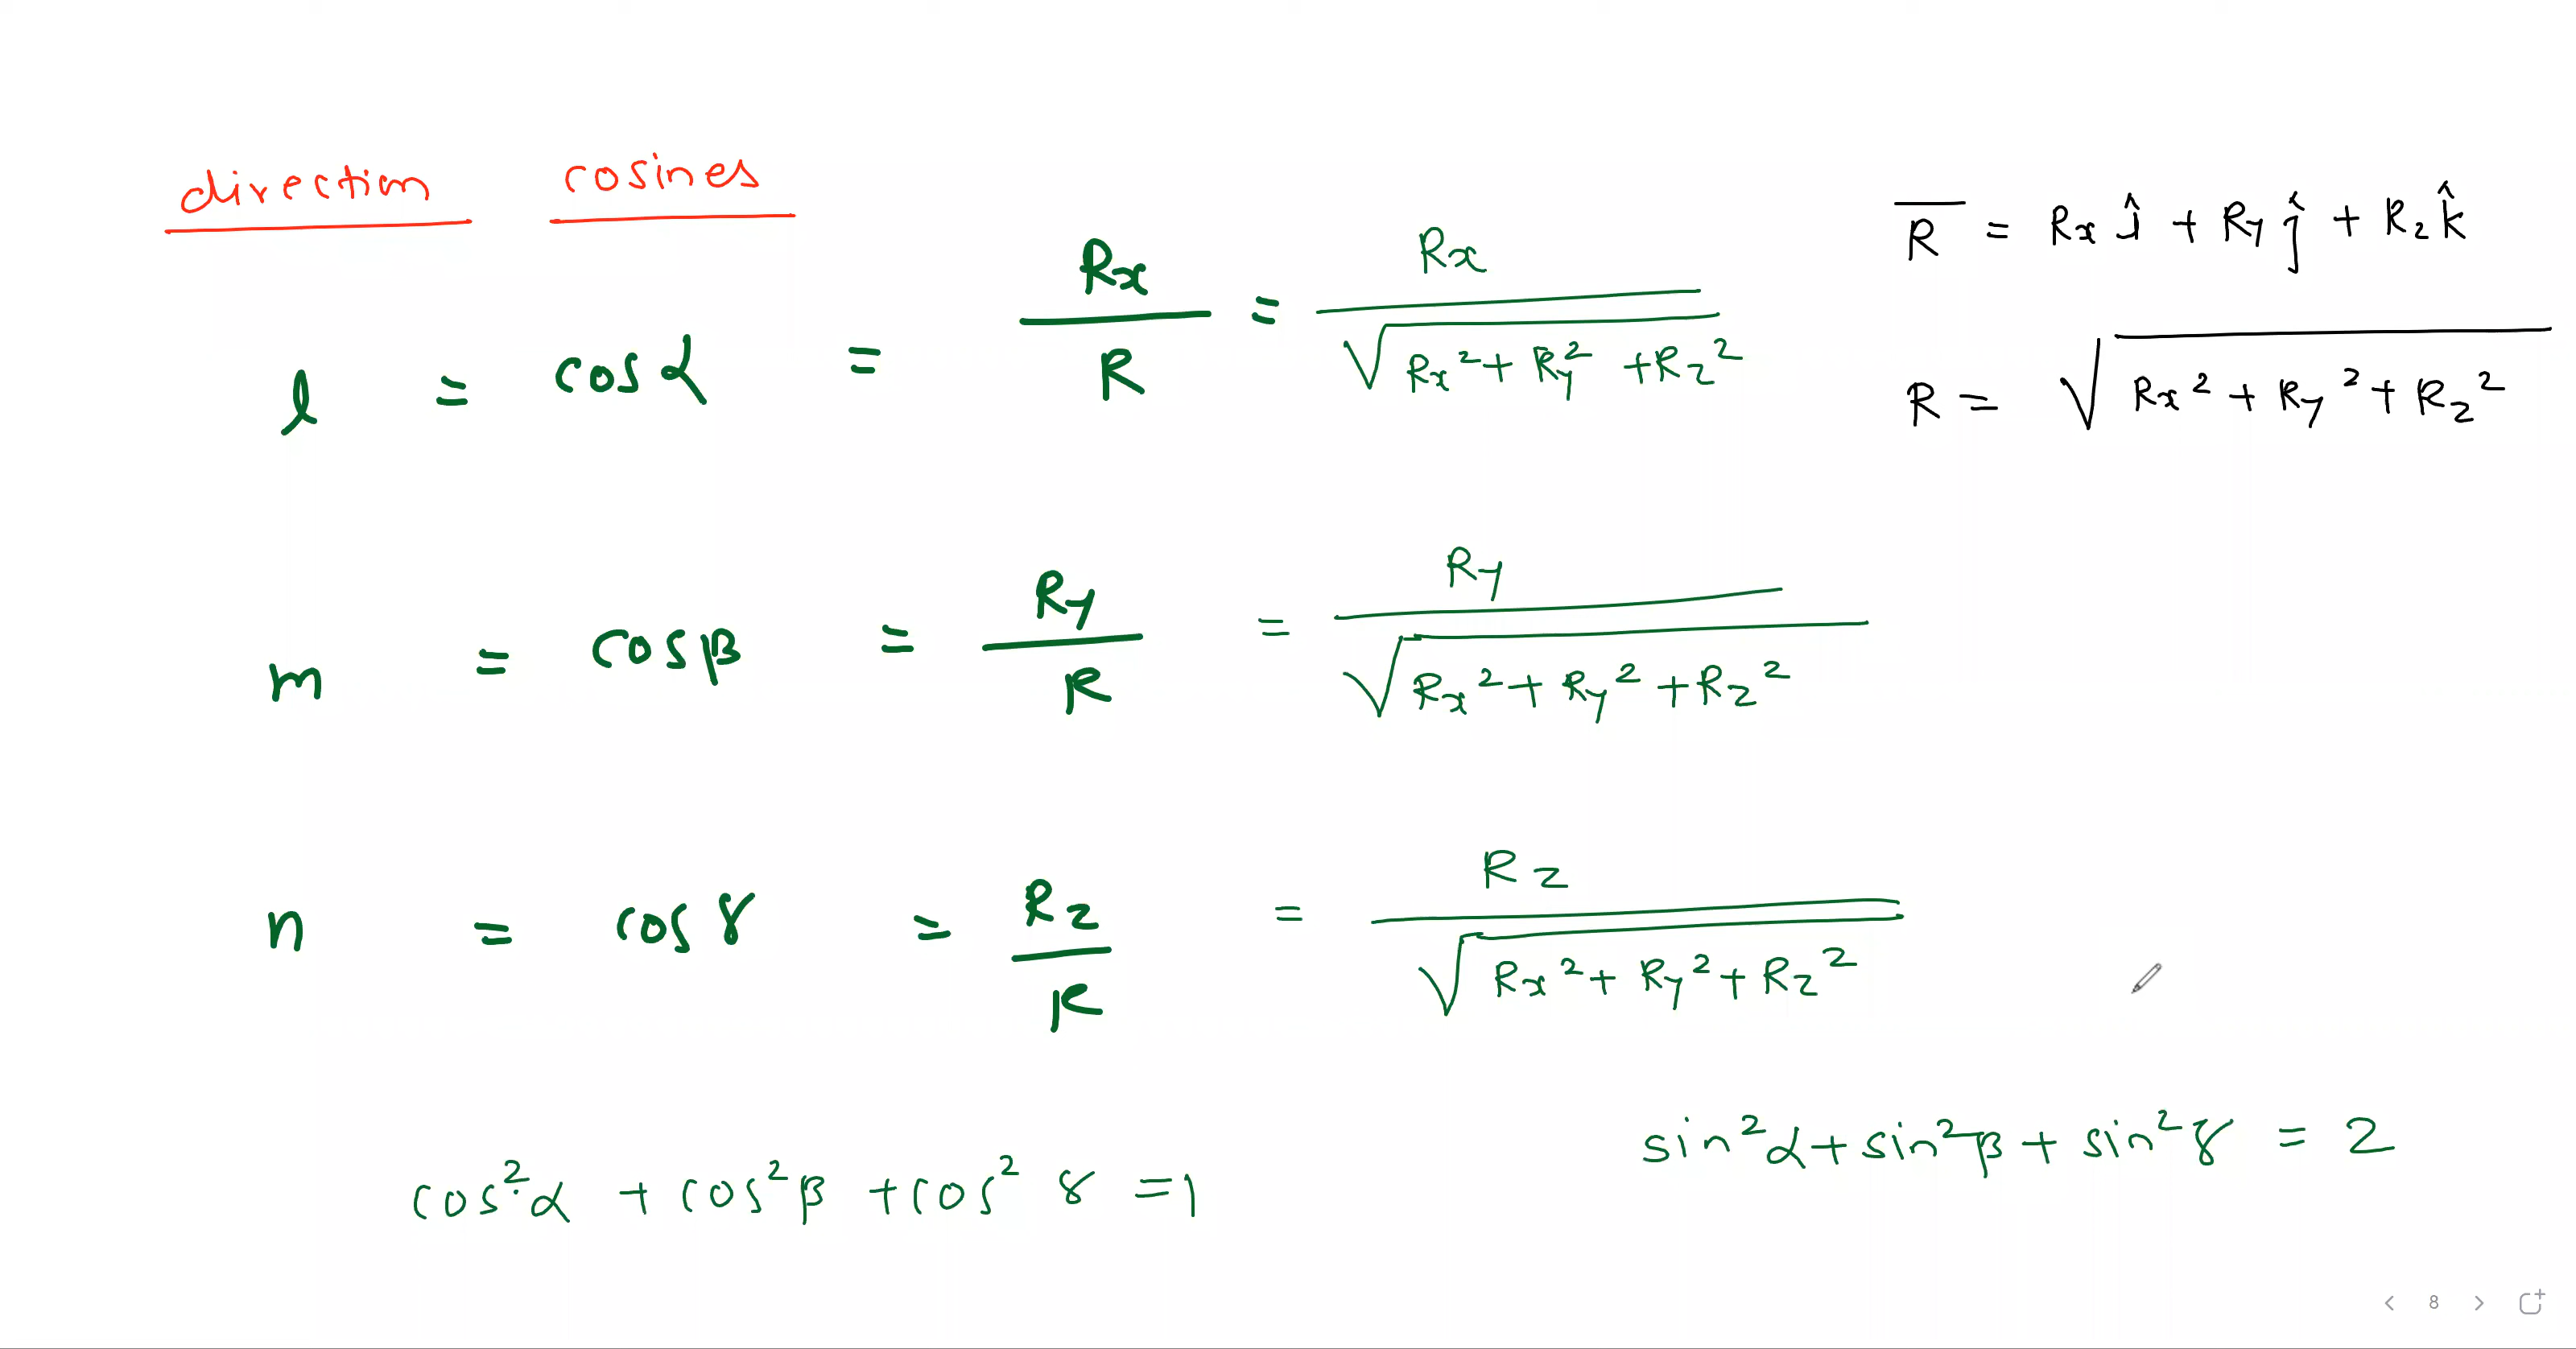 direction cosines
R̅ = Rx î + Ry ĵ + Rz k̂
l = cos α = Rx / R = Rx / √(Rx² + Ry² + Rz²)
R = √(Rx² + Ry² + Rz²)
m = cos β = Ry / R = Ry / √(Rx² + Ry² + Rz²)
n = cos γ = Rz / R = Rz / √(Rx² + Ry² + Rz²)
sin²α + sin²β + sin²γ = 2
cos²α + cos²β + cos²γ = 1
8